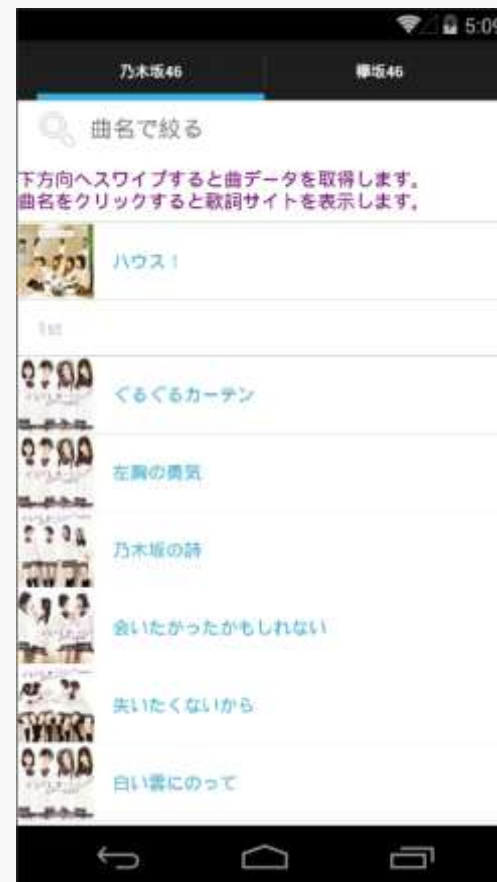 5:09
乃木坂46
欅坂46
曲名で絞る
下方向へスワイプすると曲データを取得します。
曲名をクリックすると歌詞サイトを表示します。
ハウス！
1st
ぐるぐるカーテン
左胸の勇気
乃木坂の詩
会いたかったかもしれない
失いたくないから
白い雲にのって